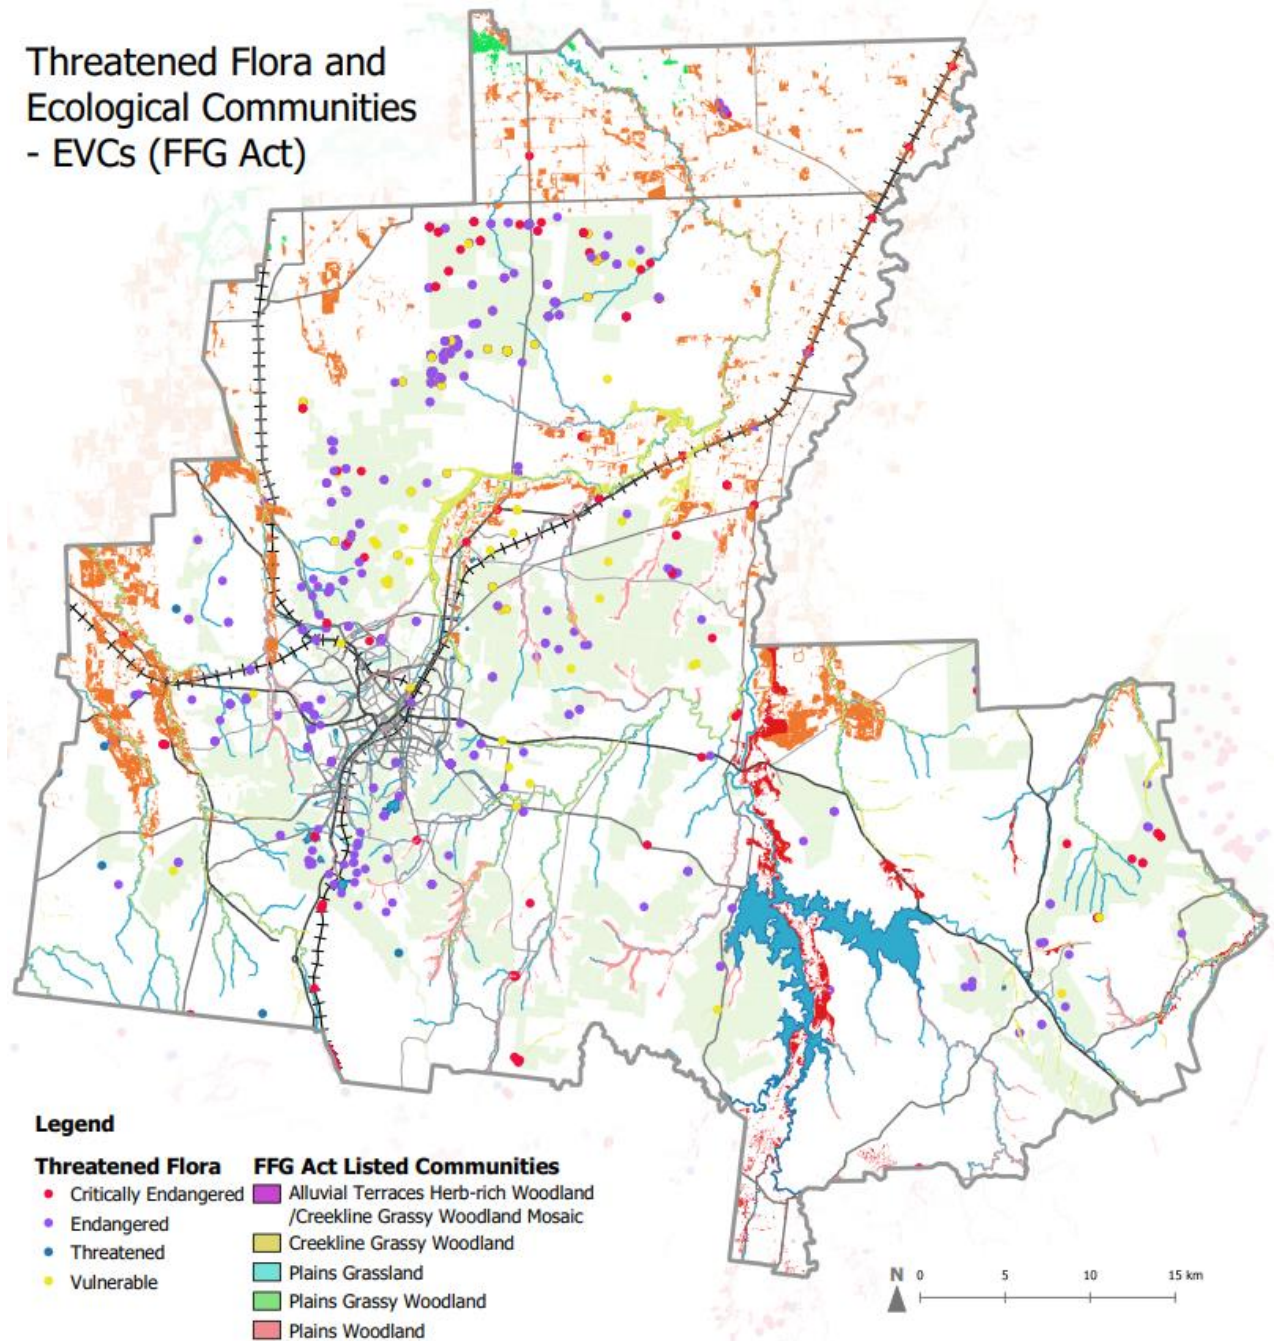 Threatened Flora and
Ecological Communities
- EVCs (FFG Act)
Legend
Threatened Flora
Critically Endangered
Endangered
Threatened
Vulnerable
FFG Act Listed Communities
Alluvial Terraces Herb-rich Woodland
/Creekline Grassy Woodland Mosaic
Creekline Grassy Woodland
Plains Grassland
Plains Grassy Woodland
Plains Woodland
N 0 5 10 15 km